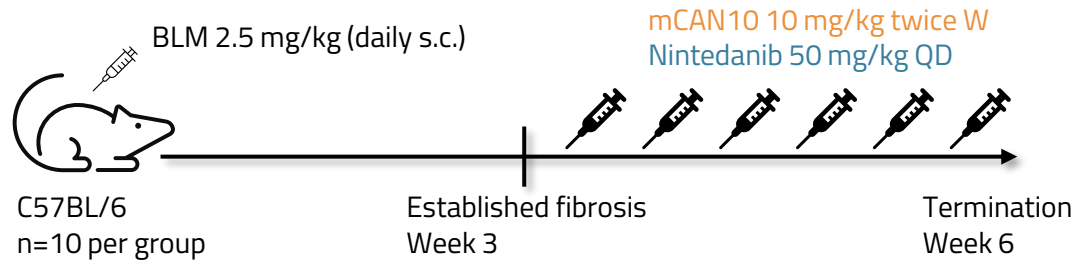 BLM 2.5 mg/kg (daily s.c.)
mCAN10 10 mg/kg twice W
Nintedanib 50 mg/kg QD
C57BL/6
n=10 per group
Established fibrosis
Week 3
Termination
Week 6